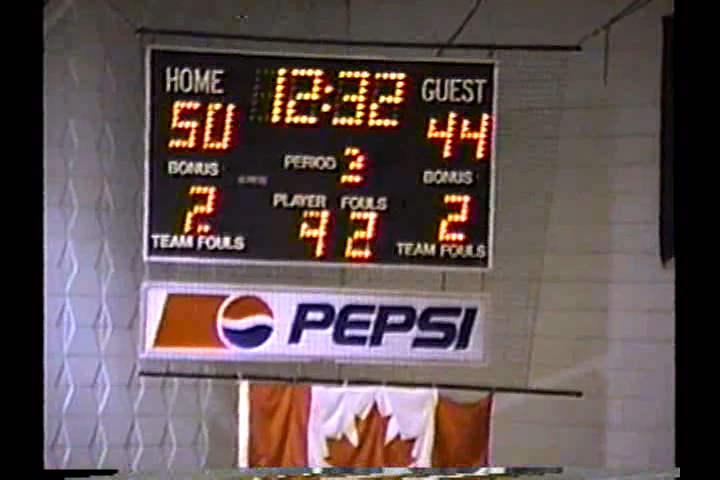 HOME 12:32 GUEST
50 44
BONUS PERIOD 2 BONUS
PLAYER FOULS
2 42 2
TEAM FOULS TEAM FOULS
PEPSI